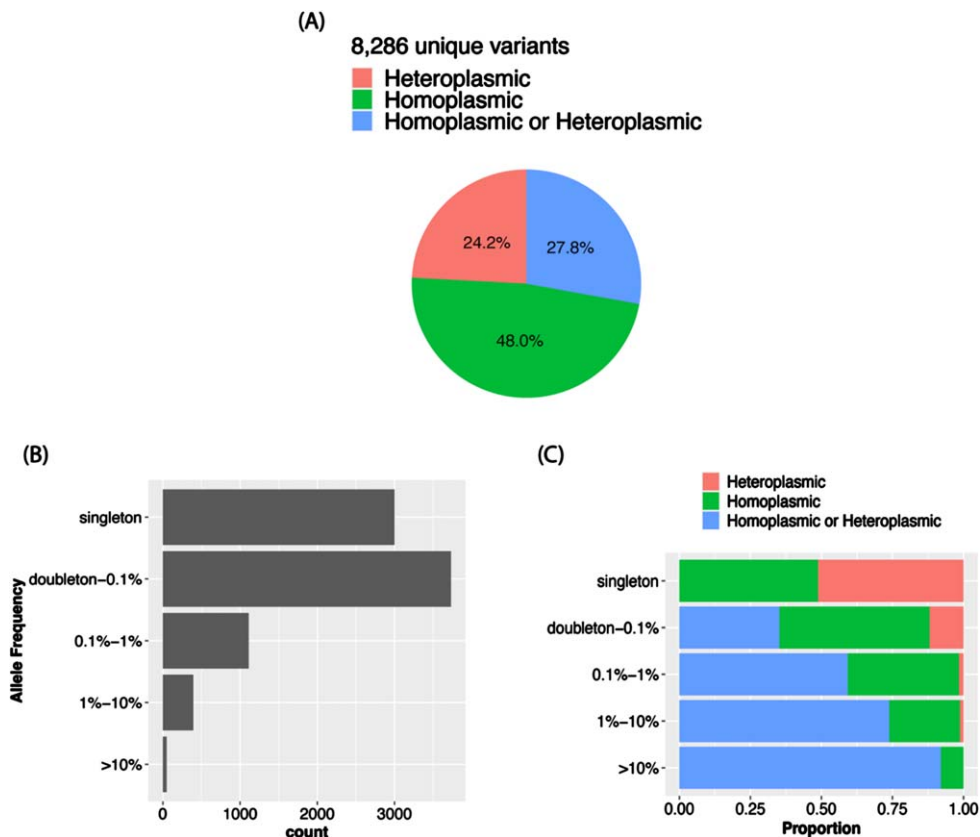 (A)
8,286 unique variants
Heteroplasmic
Homoplasmic
Homoplasmic or Heteroplasmic
24.2%
27.8%
48.0%
(B)
Allele Frequency
singleton
doubleton-0.1%
0.1%-1%
1%-10%
>10%
0
1000
2000
3000
count
(C)
Heteroplasmic
Homoplasmic
Homoplasmic or Heteroplasmic
singleton
doubleton-0.1%
0.1%-1%
1%-10%
>10%
0.00
0.25
0.50
0.75
1.00
Proportion